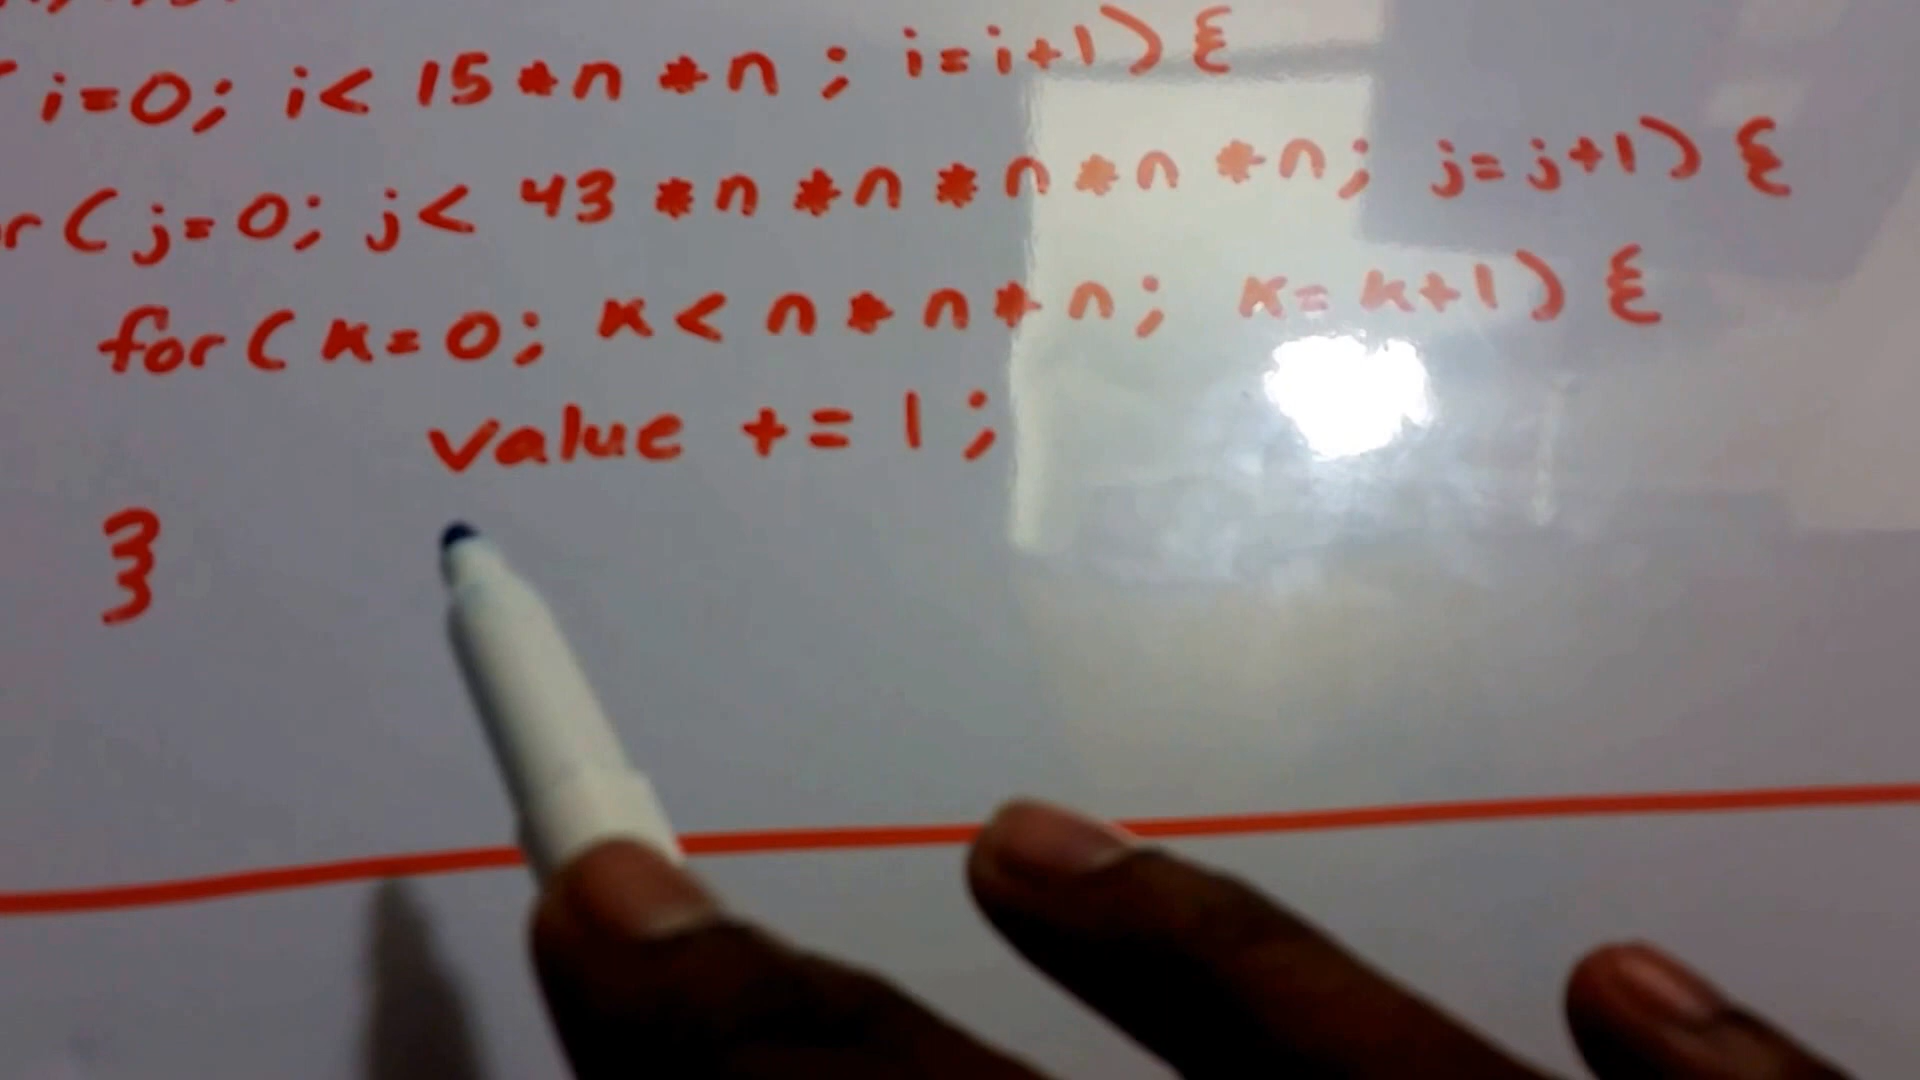 i=0; i< 15 *n *n ; i=i+1) {
r ( j=0; j< 43 *n *n *n *n *n; j=j+1) {
for ( k=0; k< n *n *n; k= k+1) {
value += 1 ;
}